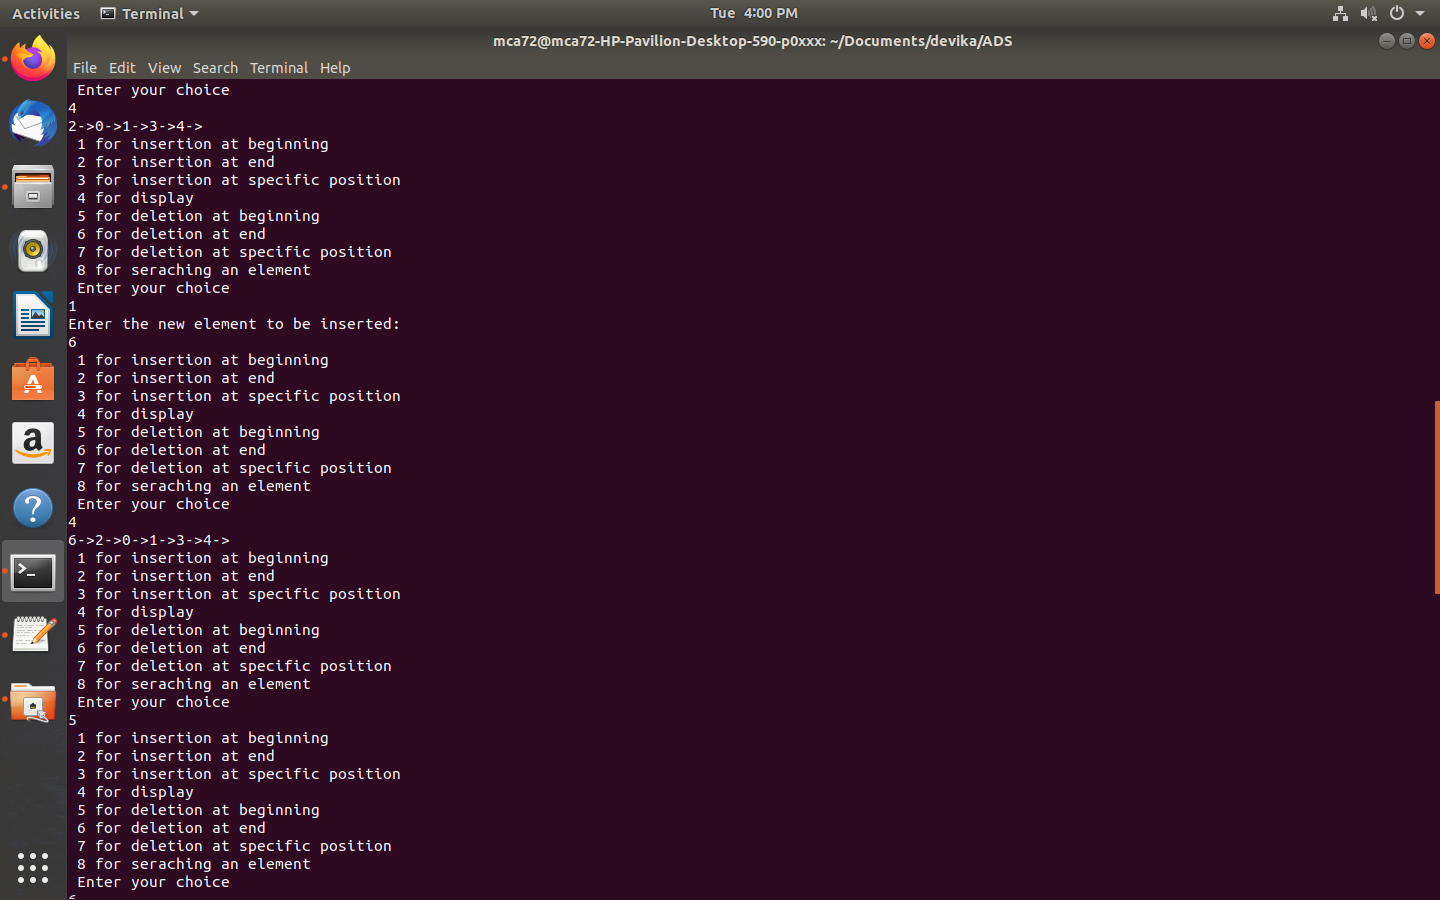 Activities Terminal Tue 4:00 PM
mca72@mca72-HP-Pavilion-Desktop-590-p0xxx: ~/Documents/devika/ADS
File Edit View Search Terminal Help
Enter your choice
4
2->0->1->3->4->
1 for insertion at beginning
2 for insertion at end
3 for insertion at specific position
4 for display
5 for deletion at beginning
6 for deletion at end
7 for deletion at specific position
8 for seraching an element
Enter your choice
1
Enter the new element to be inserted:
6
1 for insertion at beginning
2 for insertion at end
3 for insertion at specific position
4 for display
5 for deletion at beginning
6 for deletion at end
7 for deletion at specific position
8 for seraching an element
Enter your choice
4
6->2->0->1->3->4->
1 for insertion at beginning
2 for insertion at end
3 for insertion at specific position
4 for display
5 for deletion at beginning
6 for deletion at end
7 for deletion at specific position
8 for seraching an element
Enter your choice
5
1 for insertion at beginning
2 for insertion at end
3 for insertion at specific position
4 for display
5 for deletion at beginning
6 for deletion at end
7 for deletion at specific position
8 for seraching an element
Enter your choice